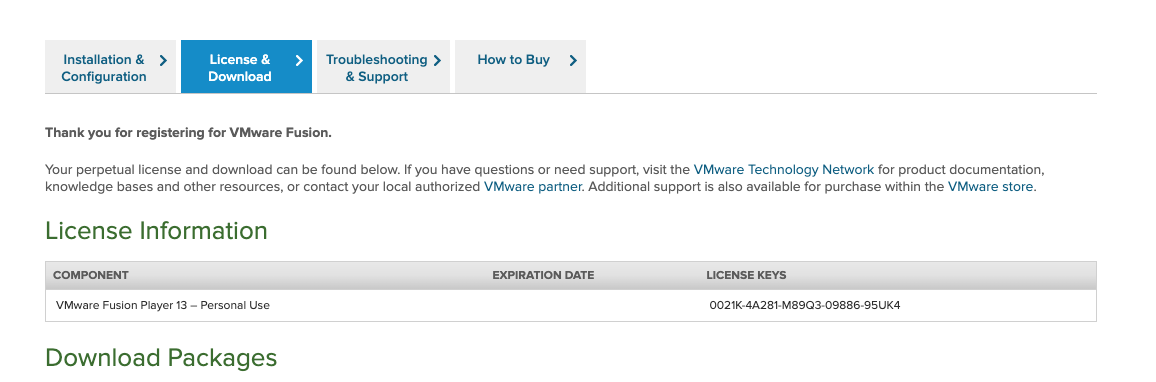 Installation & Configuration
License & Download
Troubleshooting & Support
How to Buy
Thank you for registering for VMware Fusion.
Your perpetual license and download can be found below. If you have questions or need support, visit the VMware Technology Network for product documentation,
knowledge bases and other resources, or contact your local authorized VMware partner. Additional support is also available for purchase within the VMware store.
License Information
COMPONENT EXPIRATION DATE LICENSE KEYS
VMware Fusion Player 13 – Personal Use 0021K-4A281-M89Q3-09886-95UK4
Download Packages